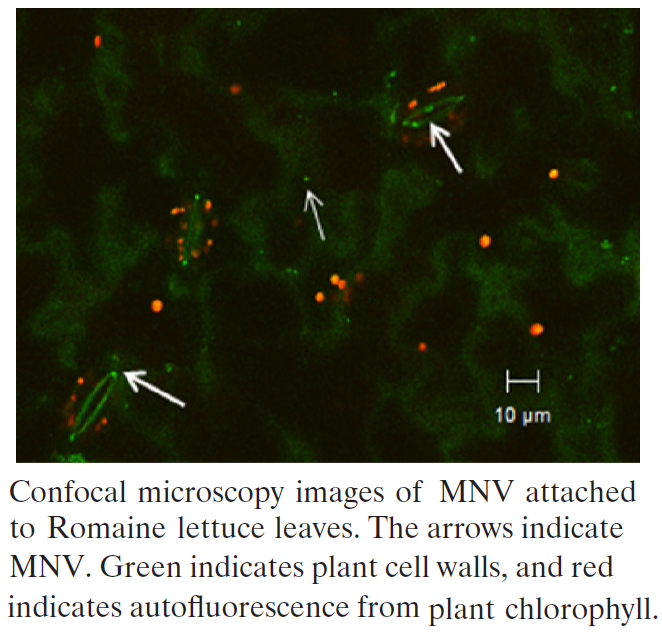 10 µm
Confocal microscopy images of MNV attached
to Romaine lettuce leaves. The arrows indicate
MNV. Green indicates plant cell walls, and red
indicates autofluorescence from plant chlorophyll.